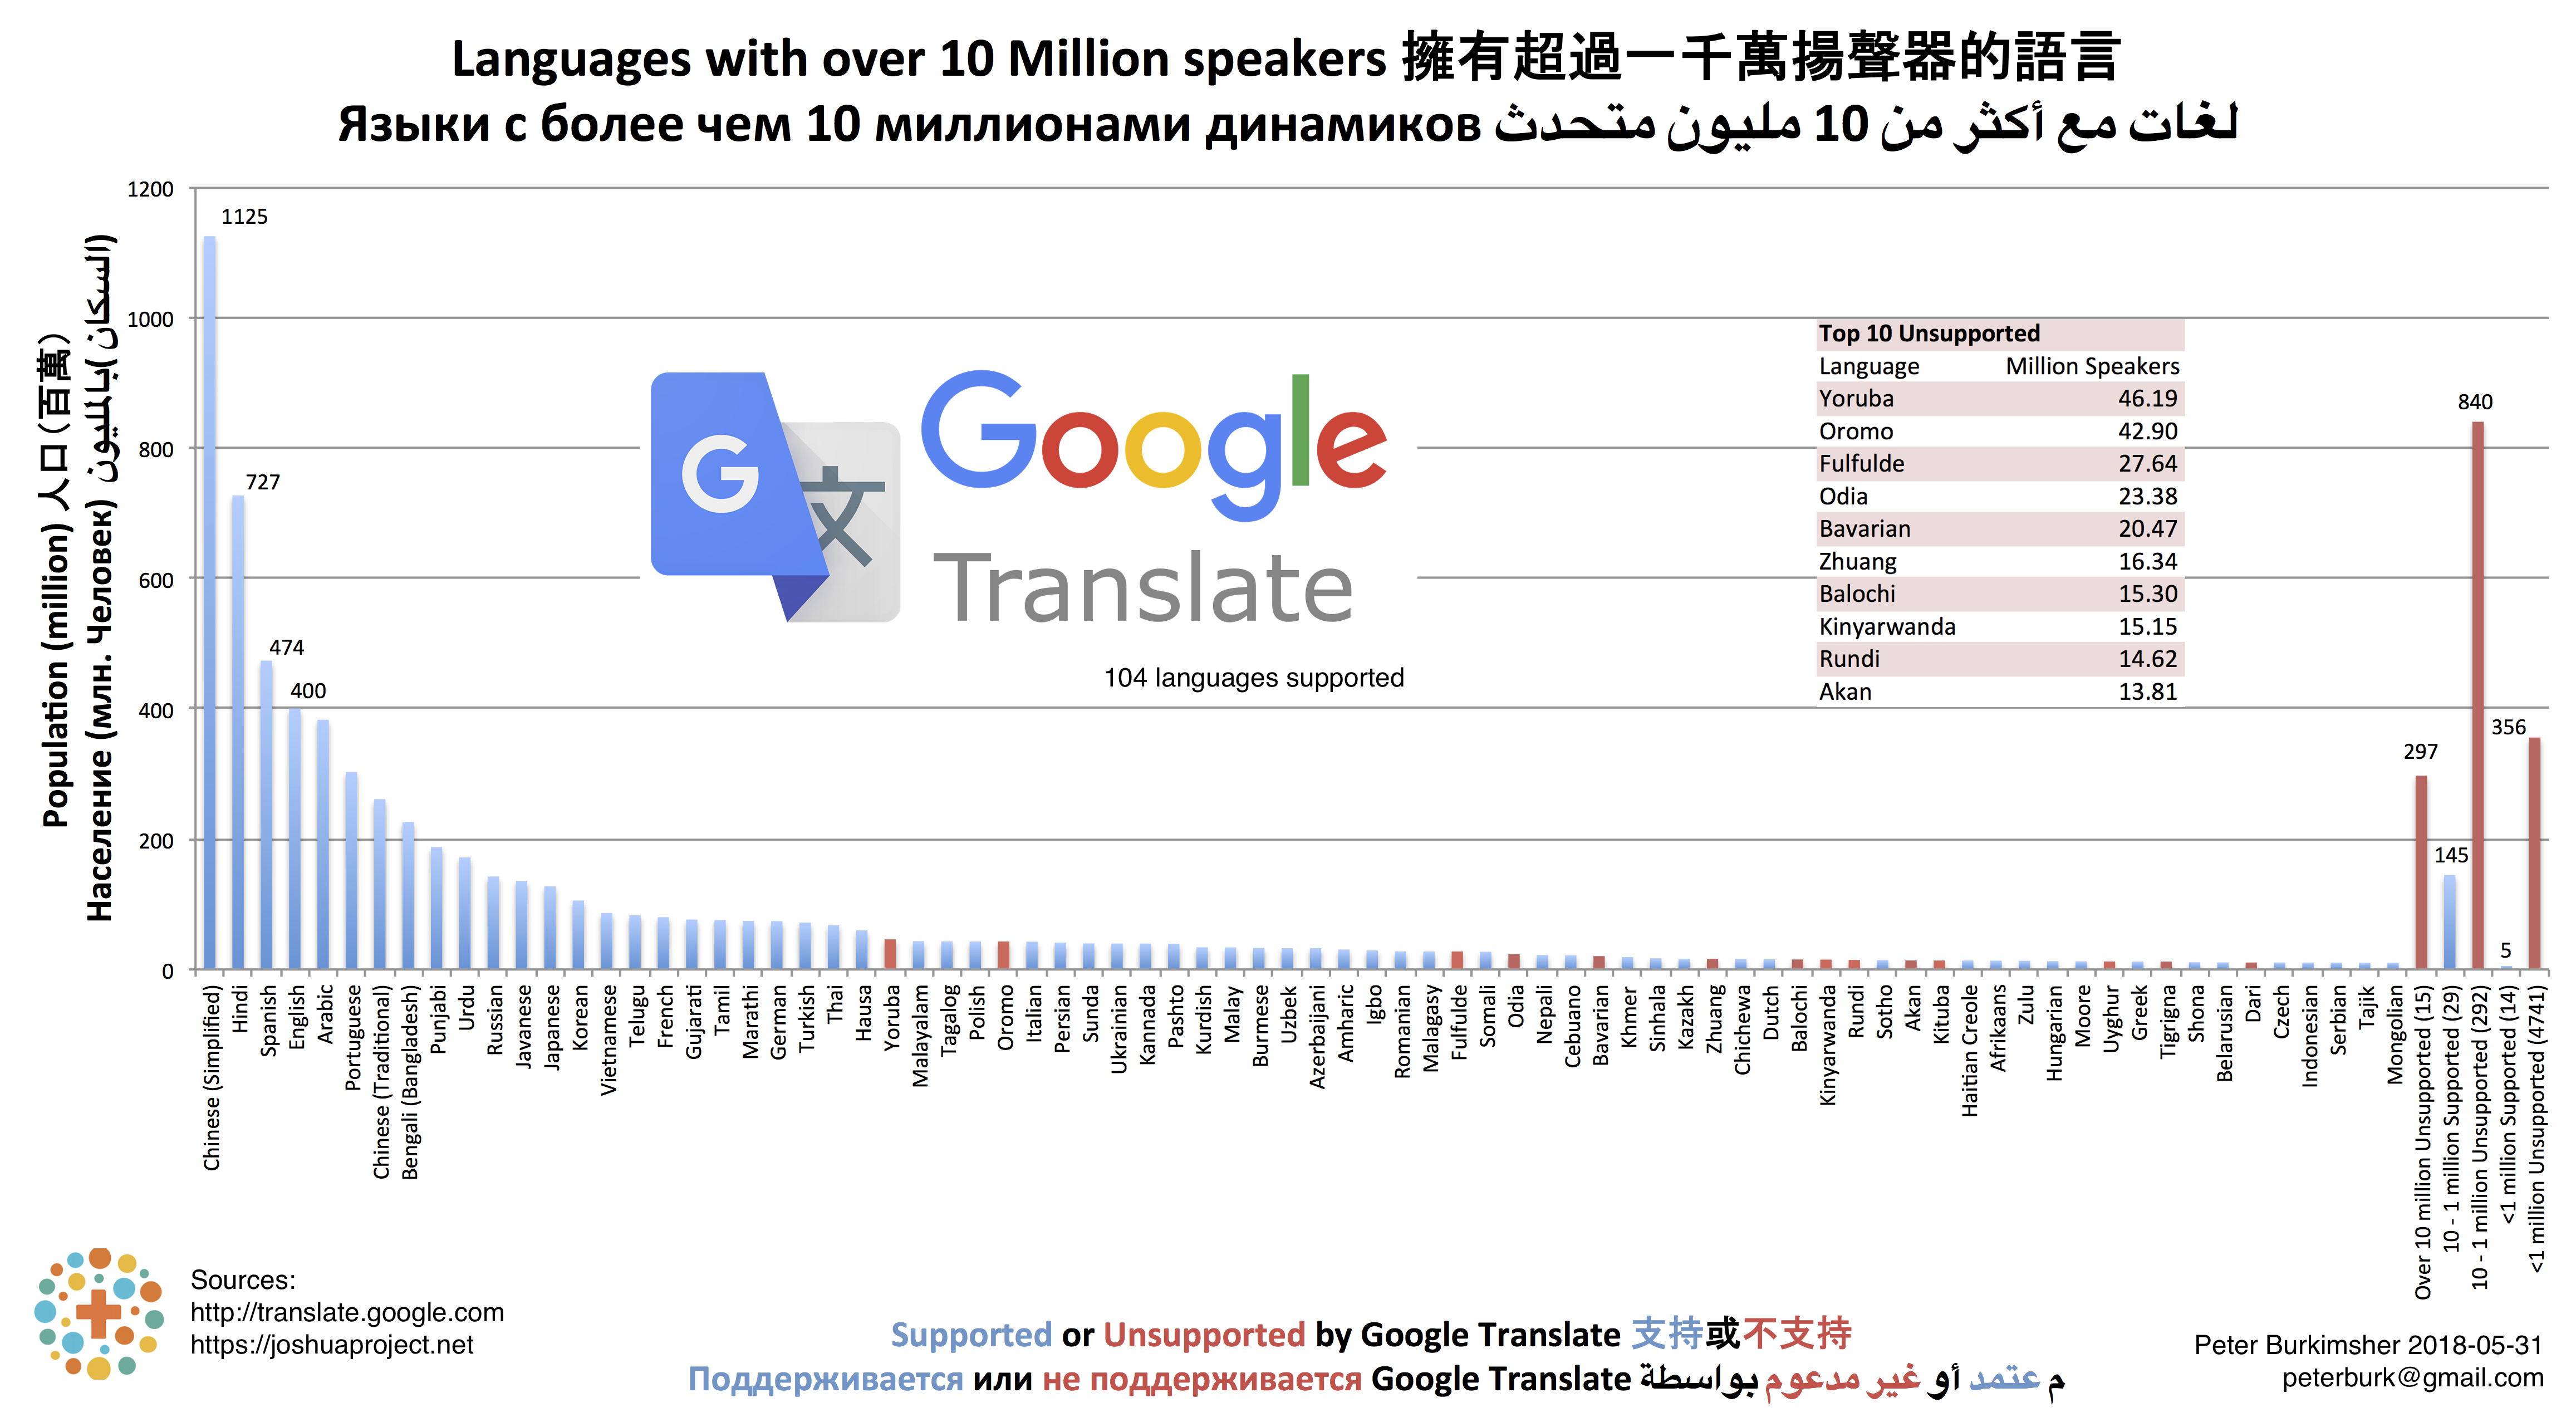 Languages with over 10 Million speakers 擁有超過一千萬揚聲器的語言
Языки с более чем 10 миллионами динамиков لغات مع أكثر من 10 مليون متحدث
Population (million) 人口 (百萬)
Население (млн. Человек) السكان )بالمليون(
1200
1000
800
600
400
200
0
1125
727
474
400
297
145
840
5
356
Google
Translate
G
文
104 languages supported
Top 10 Unsupported
Language Million Speakers
Yoruba 46.19
Oromo 42.90
Fulfulde 27.64
Odia 23.38
Bavarian 20.47
Zhuang 16.34
Balochi 15.30
Kinyarwanda 15.15
Rundi 14.62
Akan 13.81
Chinese (Simplified)
Hindi
Spanish
English
Arabic
Portuguese
Chinese (Traditional)
Bengali (Bangladesh)
Punjabi
Urdu
Russian
Javanese
Japanese
Korean
Vietnamese
Telugu
French
Gujarati
Tamil
Marathi
German
Turkish
Thai
Hausa
Yoruba
Malayalam
Tagalog
Polish
Oromo
Italian
Persian
Sunda
Ukrainian
Kannada
Pashto
Kurdish
Malay
Burmese
Uzbek
Azerbaijani
Amharic
Igbo
Romanian
Malagasy
Fulfulde
Somali
Odia
Nepali
Cebuano
Bavarian
Khmer
Sinhala
Kazakh
Zhuang
Chichewa
Dutch
Balochi
Kinyarwanda
Rundi
Sotho
Akan
Kituba
Haitian Creole
Afrikaans
Zulu
Hungarian
Moore
Uyghur
Greek
Tigrigna
Shona
Belarusian
Dari
Czech
Indonesian
Serbian
Tajik
Mongolian
Over 10 million Unsupported (15)
10 - 1 million Supported (29)
10 - 1 million Unsupported (292)
<1 million Supported (14)
<1 million Unsupported (4741)
Sources:
http://translate.google.com
https://joshuaproject.net
Supported or Unsupported by Google Translate 支持或不支持
Поддерживается или не поддерживается Google Translate م عتمد أو غير مدعوم بواسطة
Peter Burkimsher 2018-05-31
peterburk@gmail.com